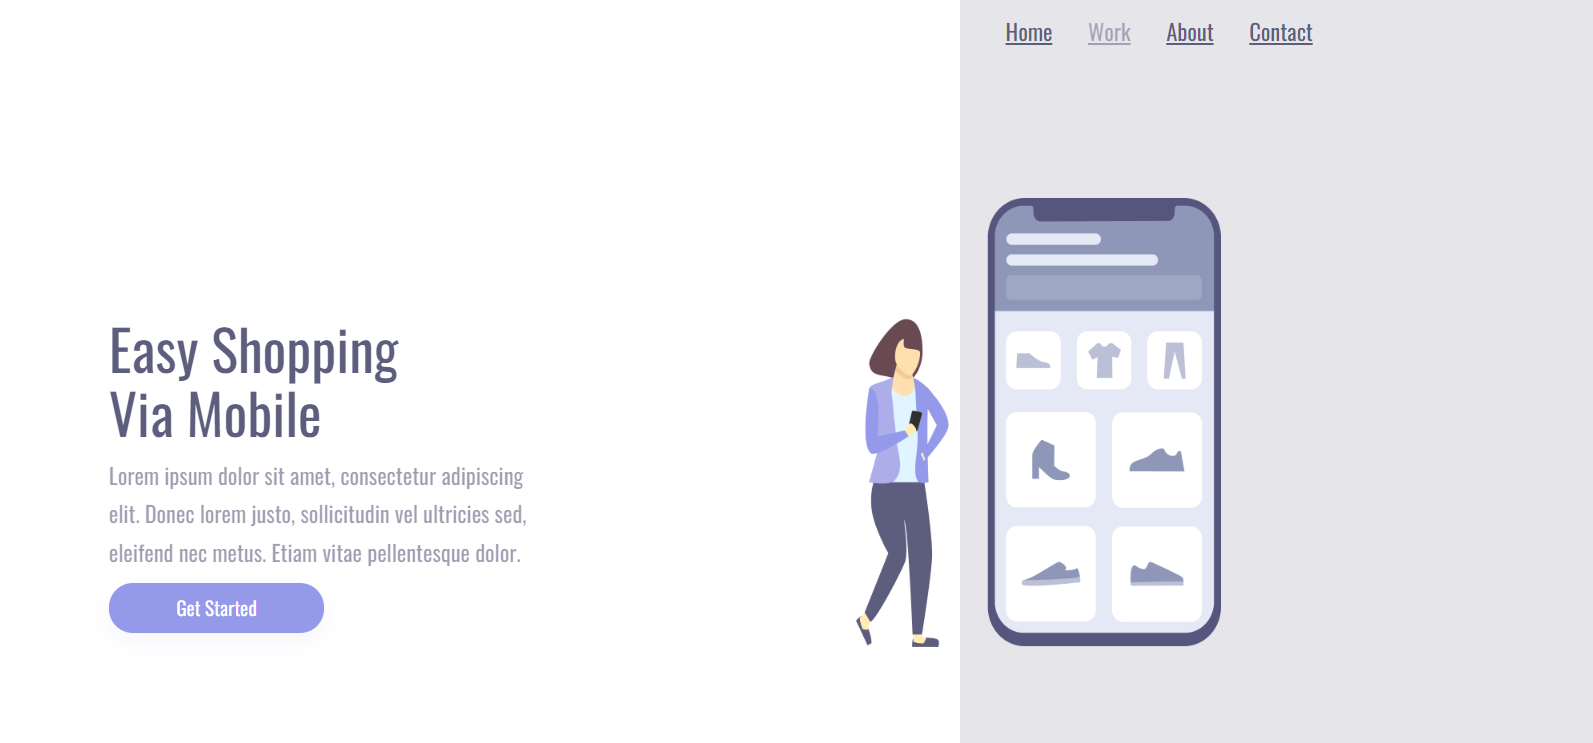 Home Work About Contact
Easy Shopping
Via Mobile
Lorem ipsum dolor sit amet, consectetur adipiscing
elit. Donec lorem justo, sollicitudin vel ultricies sed,
eleifend nec metus. Etiam vitae pellentesque dolor.
Get Started